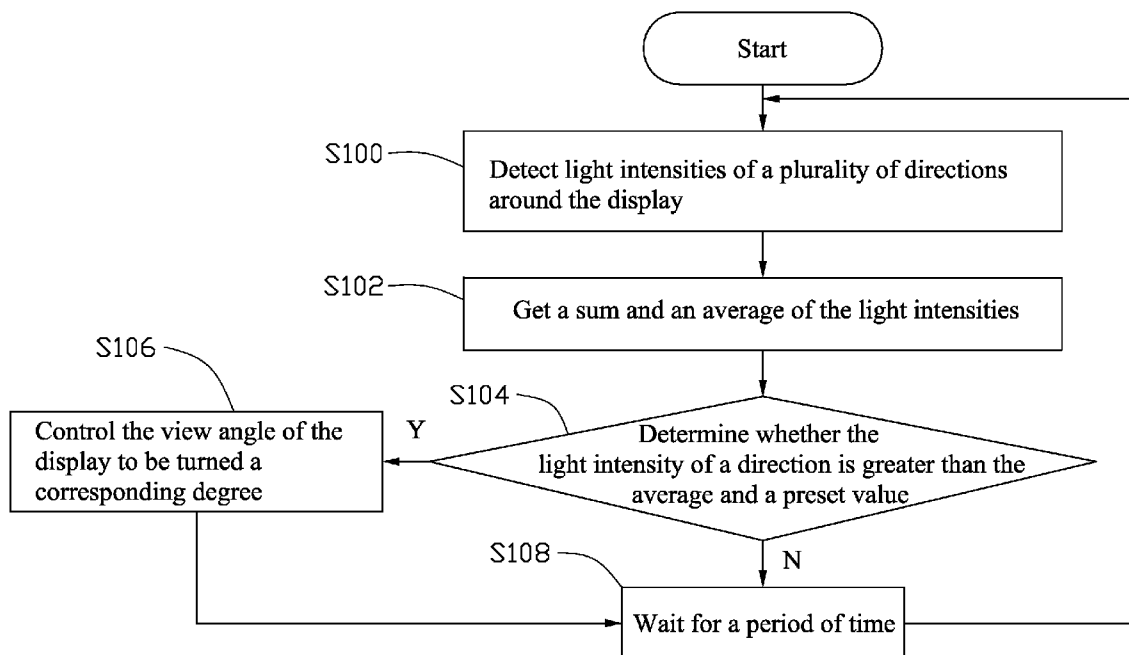 Start
S100
Detect light intensities of a plurality of directions
around the display
S102
Get a sum and an average of the light intensities
S106
Control the view angle of the
display to be turned a
corresponding degree
Y
S104
Determine whether the
light intensity of a direction is greater than the
average and a preset value
N
S108
Wait for a period of time